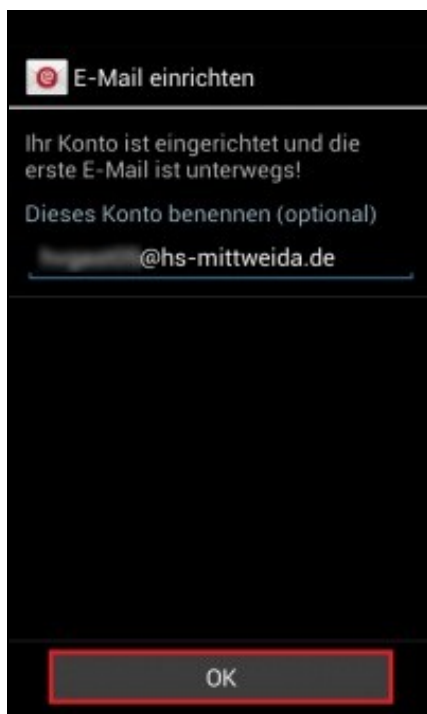 E-Mail einrichten
Ihr Konto ist eingerichtet und die
erste E-Mail ist unterwegs!
Dieses Konto benennen (optional)
@hs-mittweida.de
OK